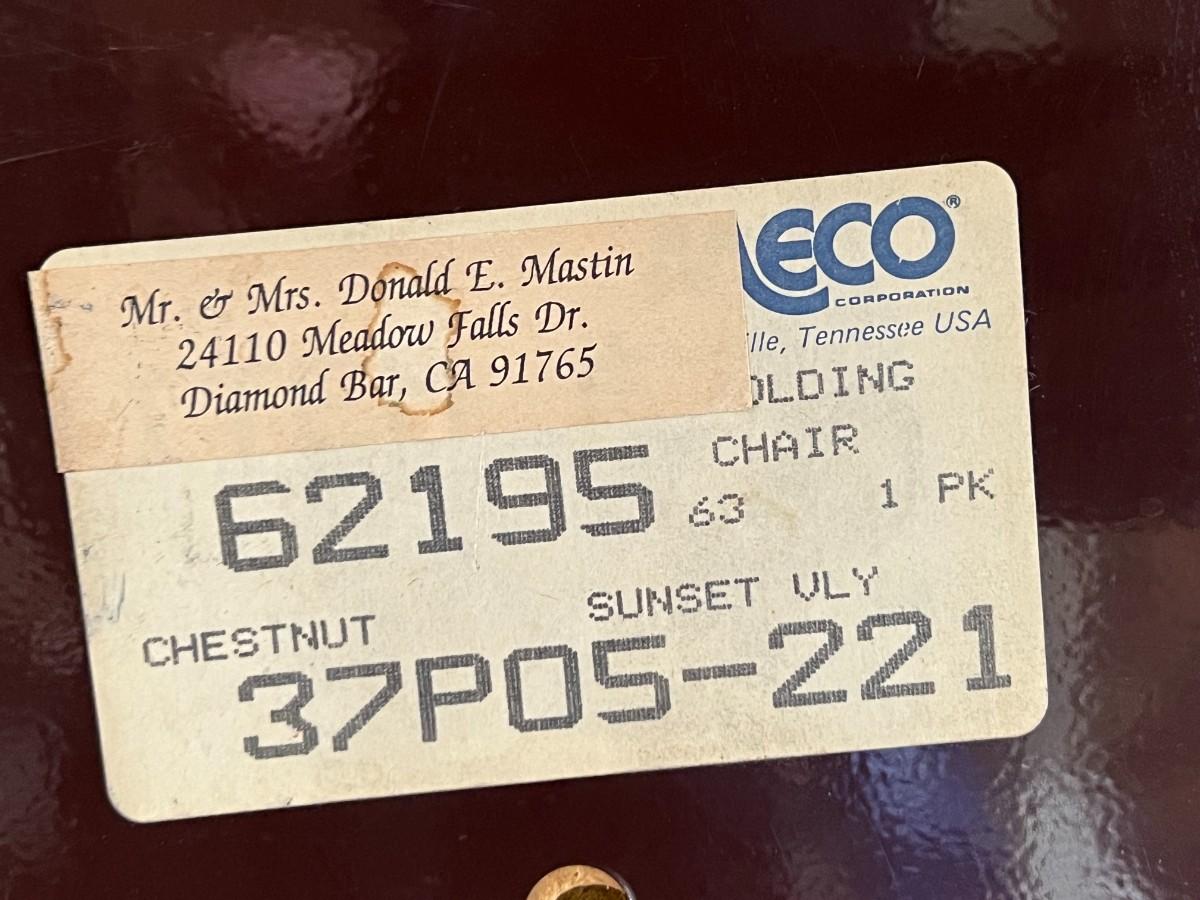 Mr. & Mrs. Donald E. Mastin
24110 Meadow Falls Dr.
Diamond Bar, CA 91765
ECO®
CORPORATION
lle, Tennessee USA
OLDING
CHAIR
62195 63 1 PK
CHESTNUT SUNSET VLY
37P05-221